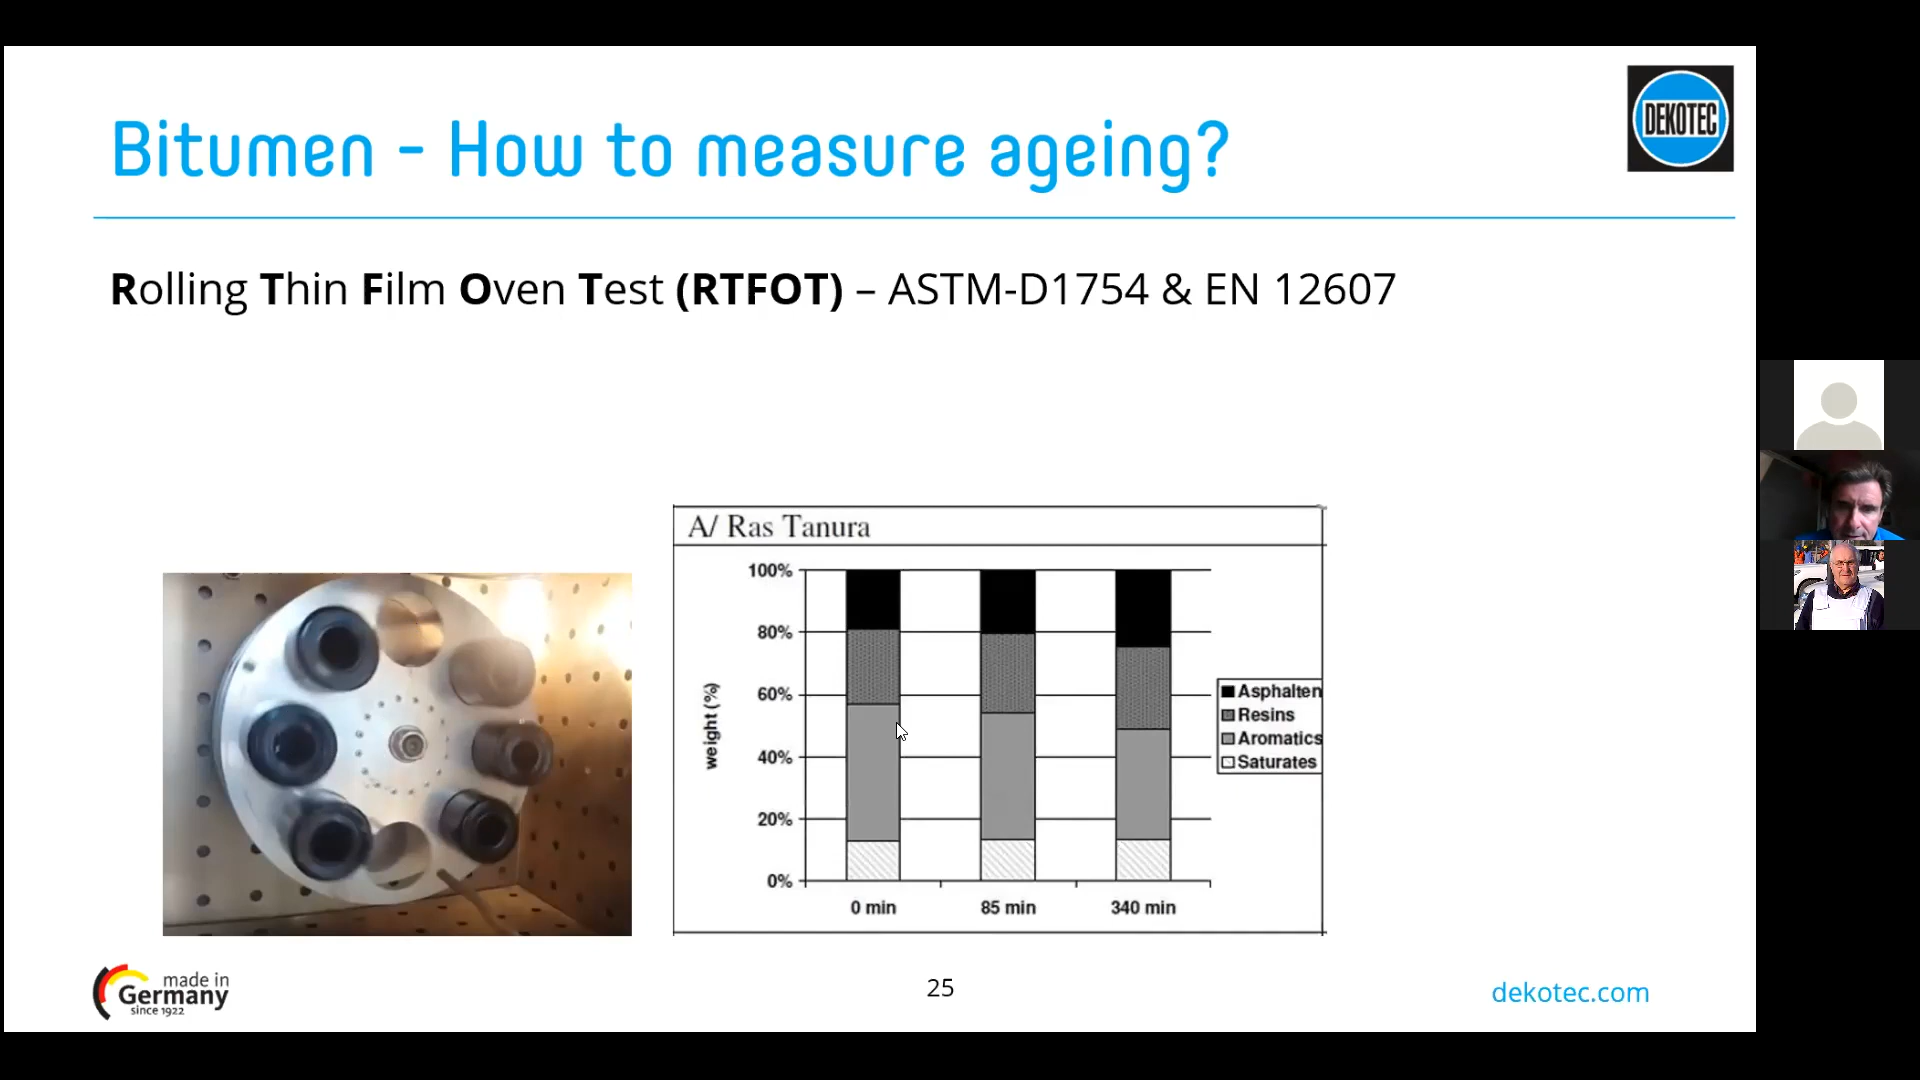 Bitumen - How to measure ageing?
DEKOTEC
Rolling Thin Film Oven Test (RTFOT) – ASTM-D1754 & EN 12607
A/ Ras Tanura
100%
80%
60%
40%
20%
0%
weight (%)
0 min
85 min
340 min
Asphalten
Resins
Aromatics
Saturates
made in
Germany
since 1922
25
dekotec.com